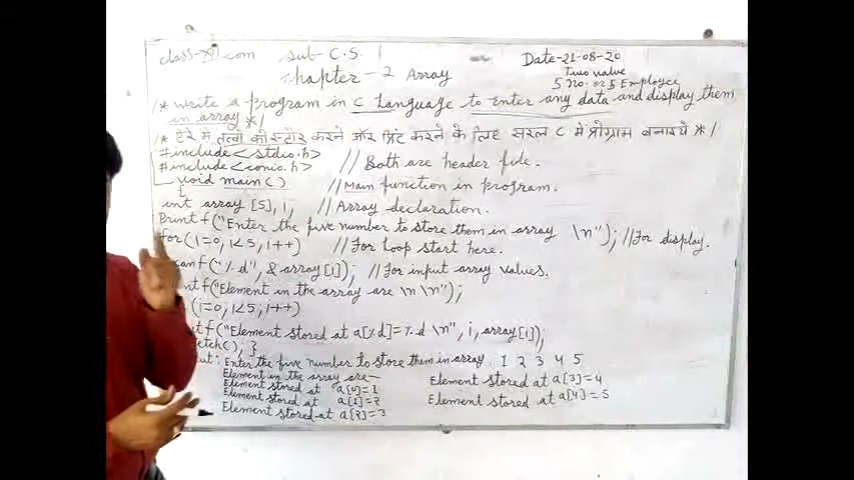 class-XII com sub- C.S. Date-21-08-20
Chapter-2 Array Two value
5 no. or 5 Employee
/* write a program in C Language to enter any data and display them
in array */
/* ऐरे में तत्वों को स्टोर करने और प्रिंट करने के लिए सरल C में प्रोग्राम बनाइये */
#include <stdio.h>
#include <conio.h> // Both are header file.
void main() // Main function in program.
{
int array [5], i; // Array declaration.
Printf("Enter the five number to store them in array \n"); //For display.
for(i=0, i<5, i++) // For Loop start here.
canf("%d", & array[i]); // For input array values.
ntf("Element in the array are \n \n");
(i=0; i<5; i++)
tf("Element stored at a[%d]=%d \n", i, array[i]);
etch(); }
ut: Enter the five number to store them in array. 1 2 3 4 5
Element in the array are—
Element stored at a[0]=1
Element stored at a[1]=2
Element stored at a[2]=3
Element stored at a[3]=4
Element stored at a[4]=5